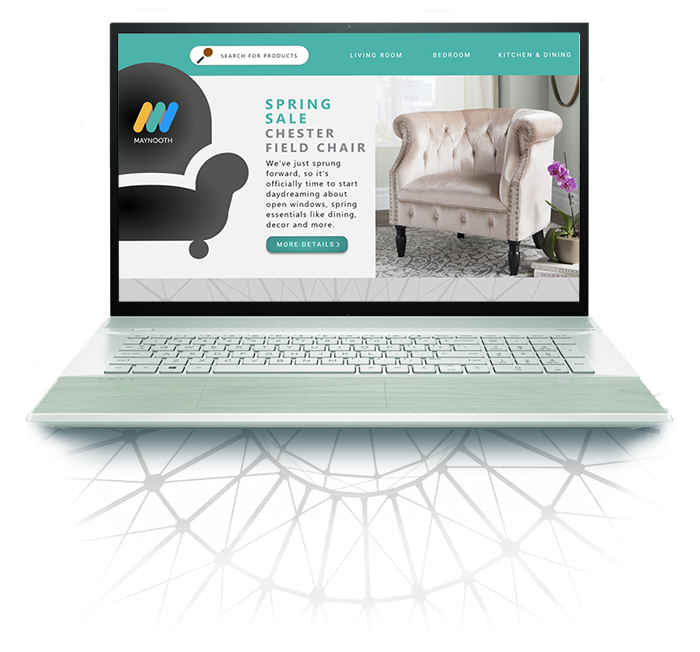 SEARCH FOR PRODUCTS
LIVING ROOM
BEDROOM
KITCHEN & DINING
MAYNOOTH
SPRING
SALE
CHESTER
FIELD CHAIR
We've just sprung
forward, so it's
officially time to start
daydreaming about
open windows, spring
essentials like dining,
decor and more.
MORE DETAILS